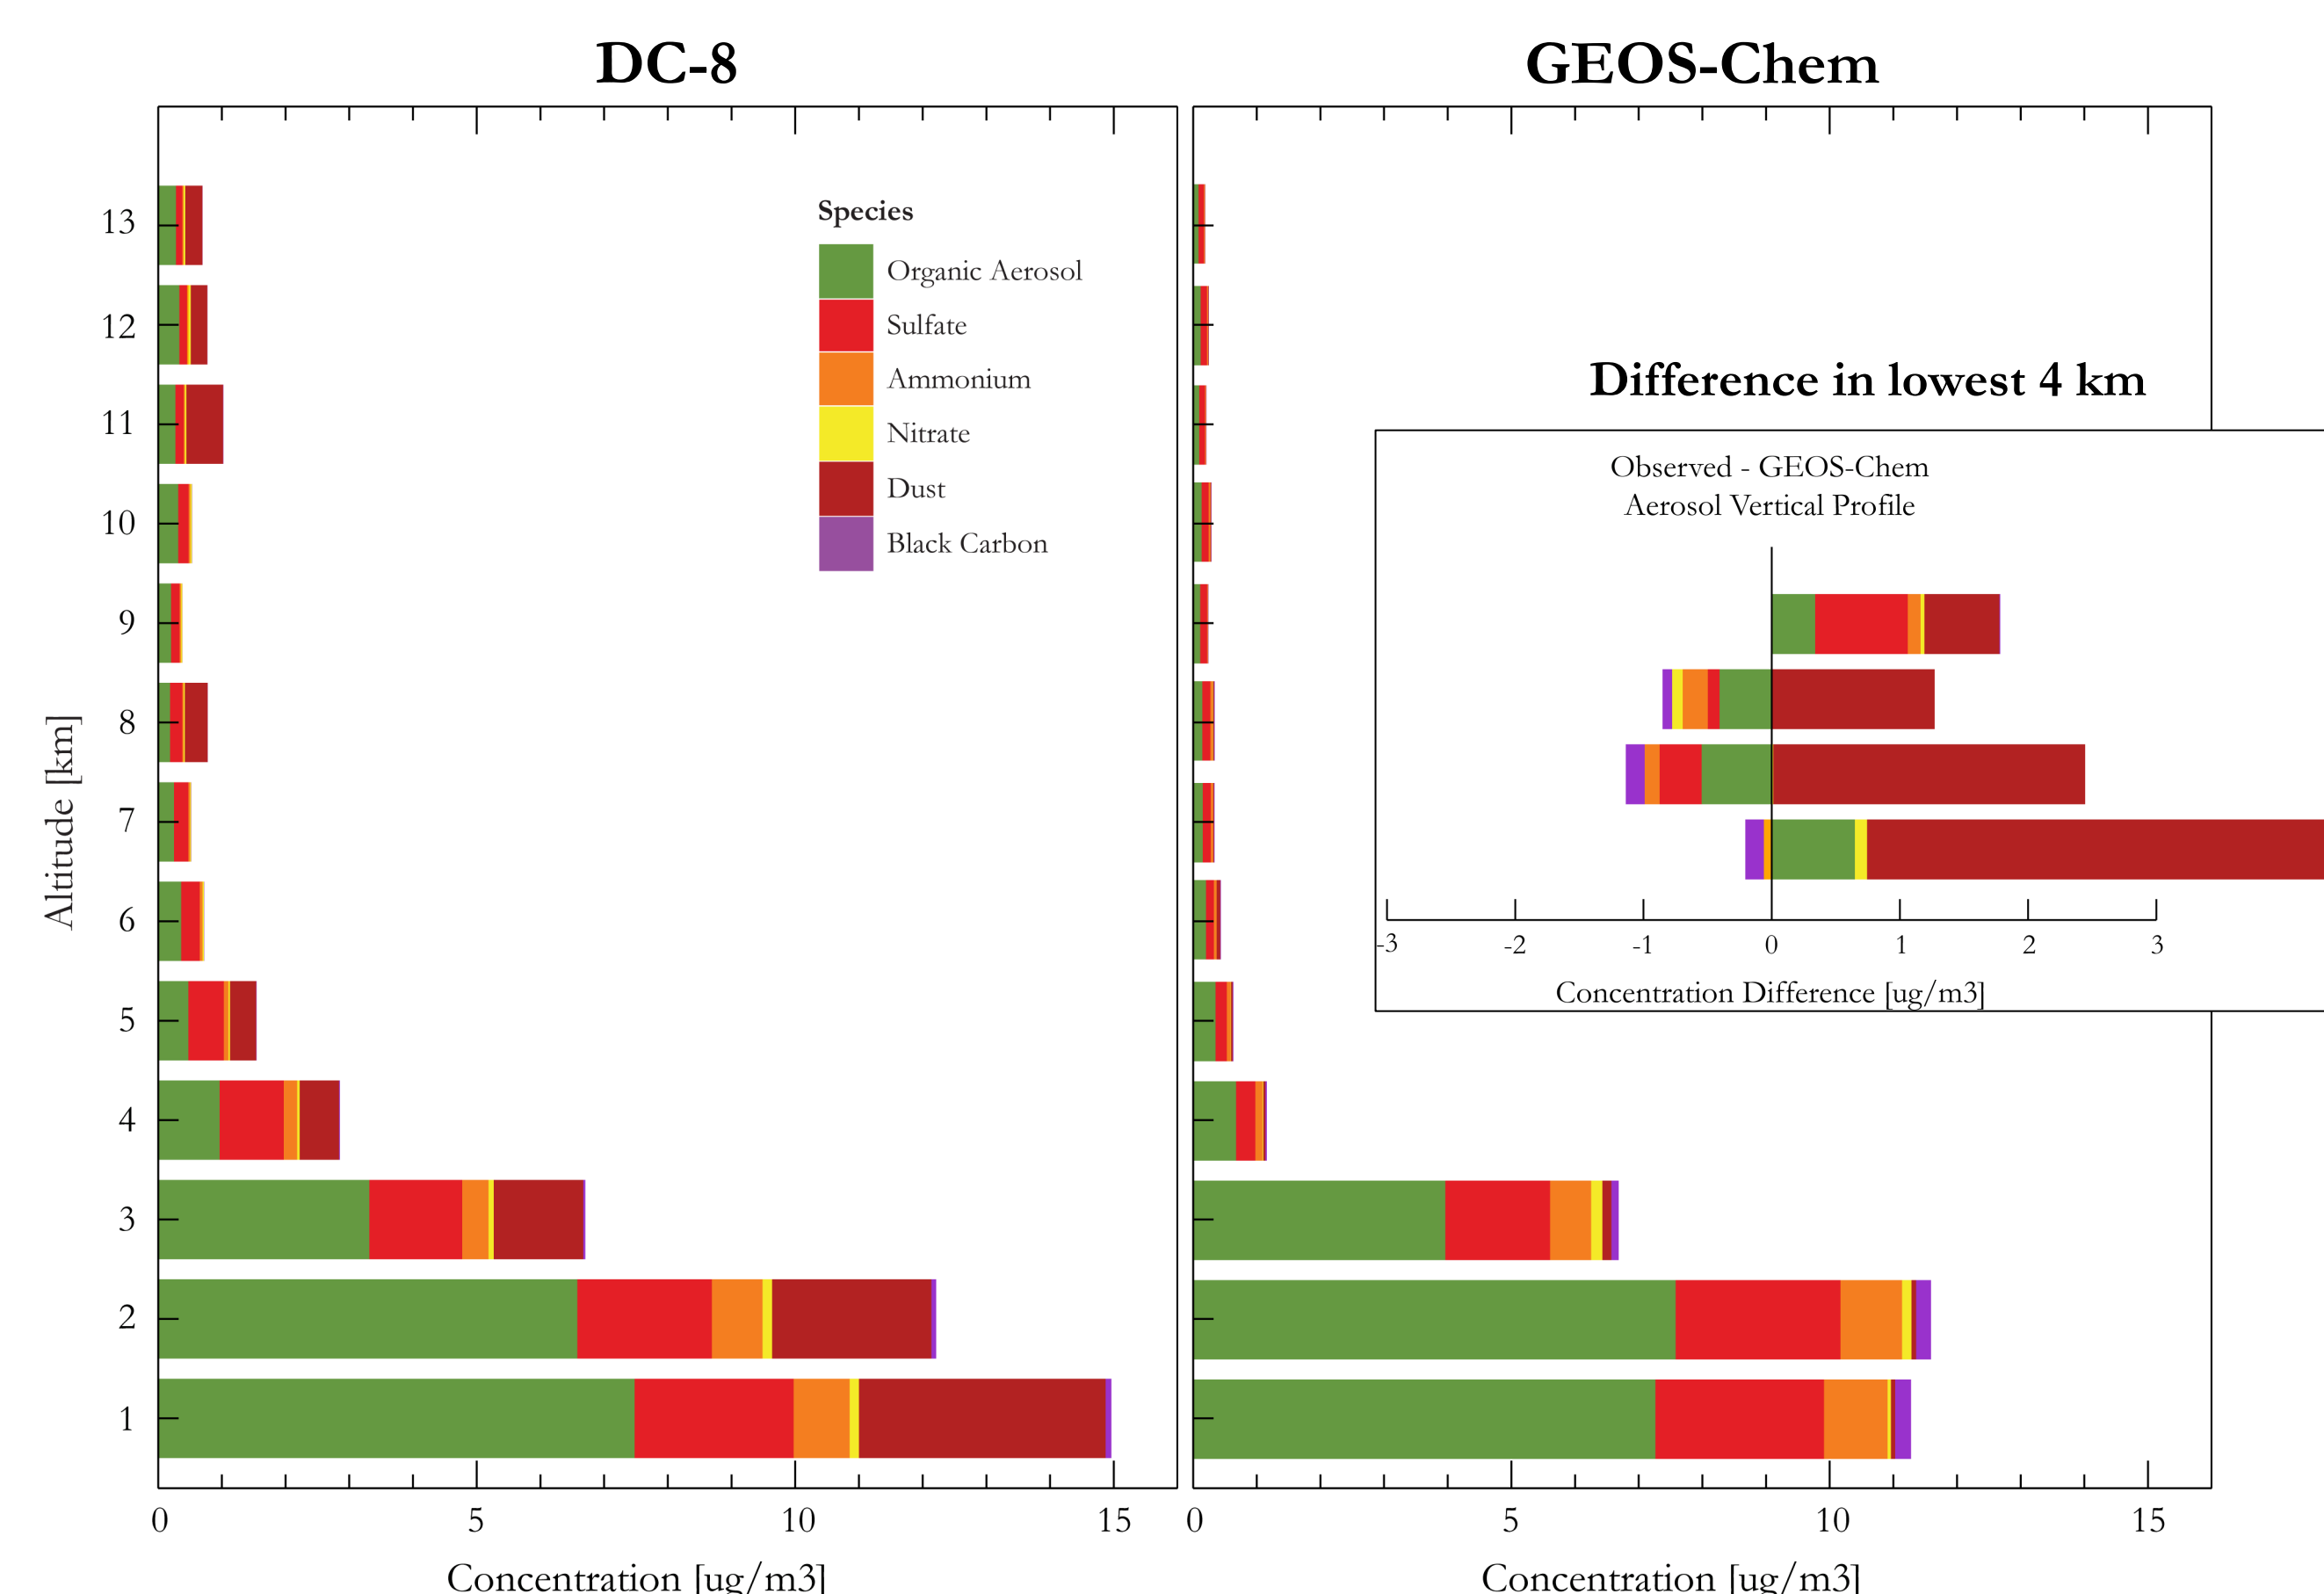 DC-8
GEOS-Chem
13
12
11
10
9
8
7
6
5
4
3
2
1
Altitude [km]
Species
Organic Aerosol
Sulfate
Ammonium
Nitrate
Dust
Black Carbon
0 5 10 15
Concentration [ug/m3]
Difference in lowest 4 km
Observed - GEOS-Chem
Aerosol Vertical Profile
-3 -2 -1 0 1 2 3
Concentration Difference [ug/m3]
0 5 10 15
Concentration [ug/m3]